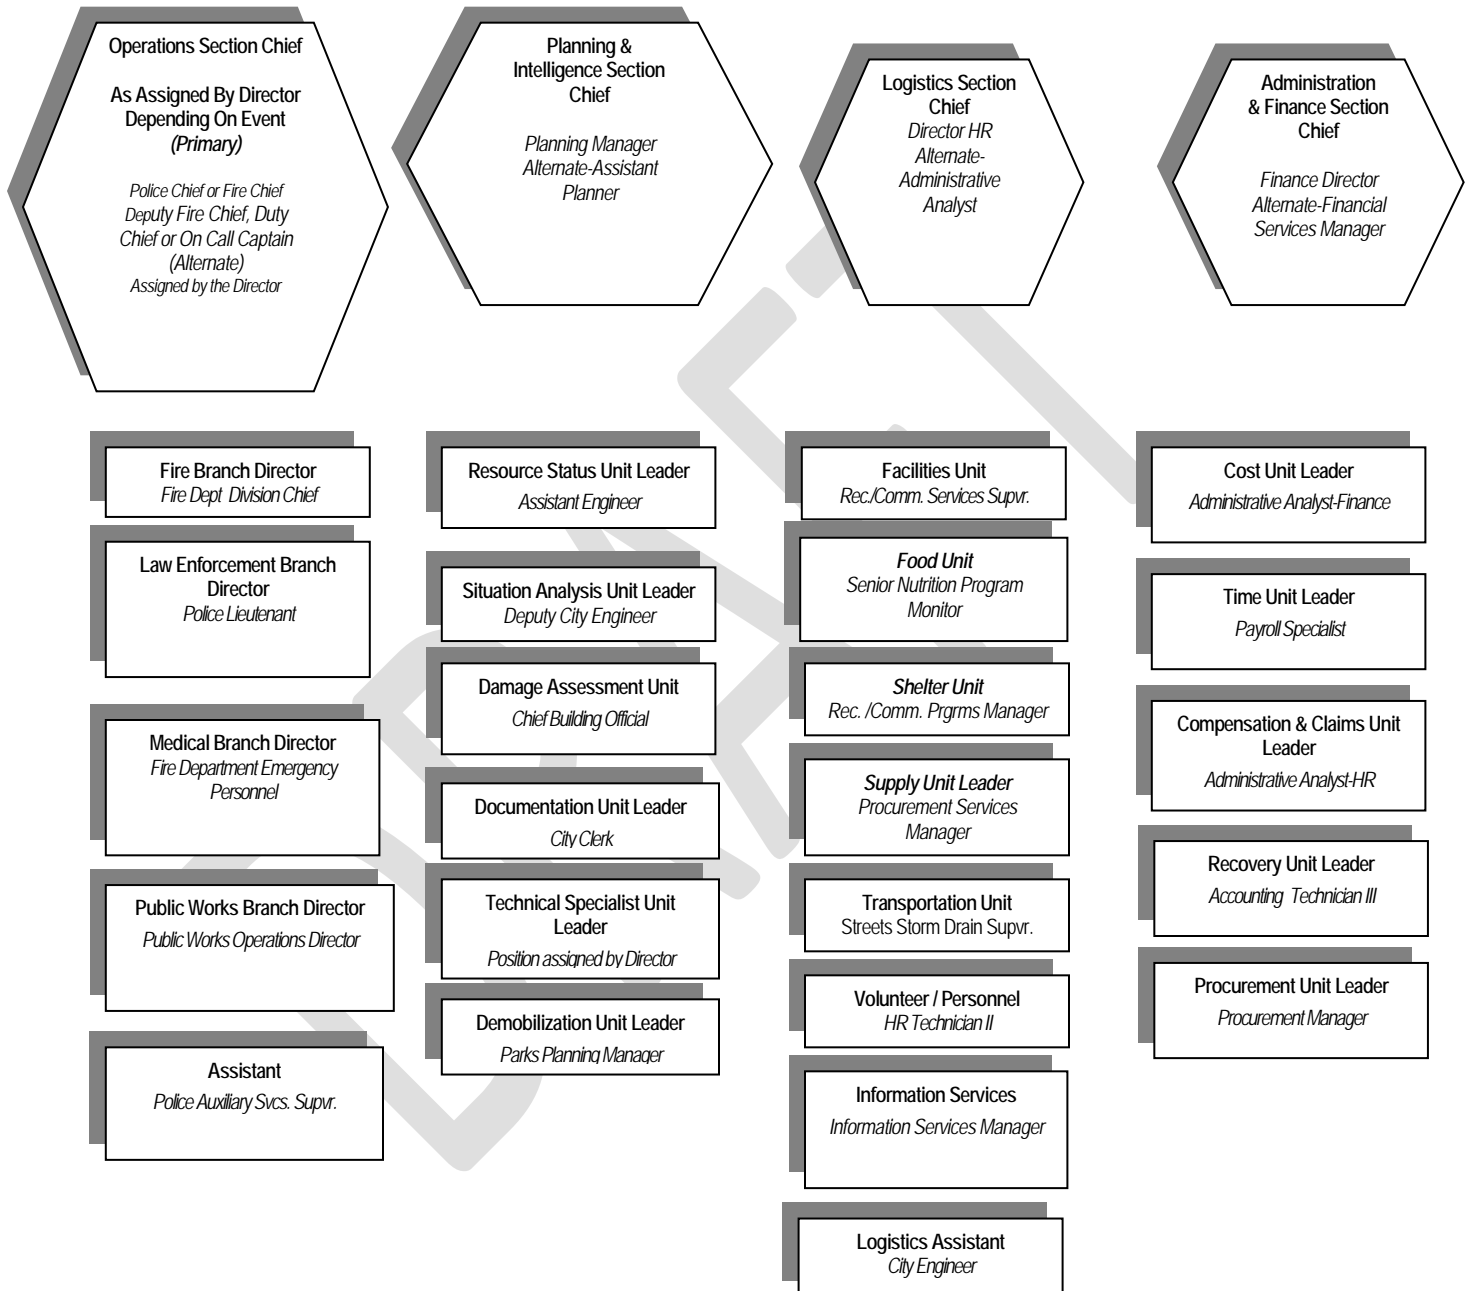 Operations Section Chief
As Assigned By Director
Depending On Event
(Primary)
Police Chief or Fire Chief
Deputy Fire Chief, Duty
Chief or On Call Captain
(Alternate)
Assigned by the Director
Planning &
Intelligence Section
Chief
Planning Manager
Alternate-Assistant
Planner
Logistics Section
Chief
Director HR
Alternate-
Administrative
Analyst
Administration
& Finance Section
Chief
Finance Director
Alternate-Financial
Services Manager
Fire Branch Director
Fire Dept Division Chief
Law Enforcement Branch
Director
Police Lieutenant
Medical Branch Director
Fire Department Emergency
Personnel
Public Works Branch Director
Public Works Operations Director
Assistant
Police Auxiliary Svcs. Supvr.
Resource Status Unit Leader
Assistant Engineer
Situation Analysis Unit Leader
Deputy City Engineer
Damage Assessment Unit
Chief Building Official
Documentation Unit Leader
City Clerk
Technical Specialist Unit
Leader
Position assigned by Director
Demobilization Unit Leader
Parks Planning Manager
Facilities Unit
Rec./Comm. Services Supvr.
Food Unit
Senior Nutrition Program
Monitor
Shelter Unit
Rec. /Comm. Prgrms Manager
Supply Unit Leader
Procurement Services
Manager
Transportation Unit
Streets Storm Drain Supvr.
Volunteer / Personnel
HR Technician II
Information Services
Information Services Manager
Logistics Assistant
City Engineer
Cost Unit Leader
Administrative Analyst-Finance
Time Unit Leader
Payroll Specialist
Compensation & Claims Unit
Leader
Administrative Analyst-HR
Recovery Unit Leader
Accounting Technician III
Procurement Unit Leader
Procurement Manager
DRAFT